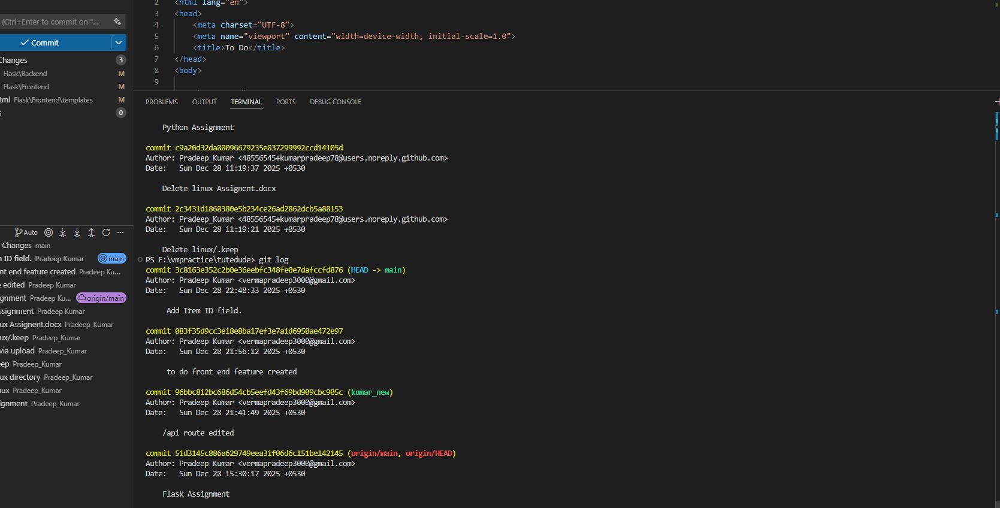 (Ctrl+Enter to commit on "...
Commit
Changes 3
Flask\Backend M
Flask\Frontend M
tml Flask\Frontend\templates M
s 0
Auto
Changes main
n ID field. Pradeep Kumar main
nt end feature created Pradeep Ku...
e edited Pradeep Kumar
gnment Pradeep Ku... origin/main
ssignment Pradeep Kumar
ux Assignent.docx Pradeep_Kumar
ux/.keep Pradeep_Kumar
via upload Pradeep_Kumar
eep Pradeep_Kumar
ux directory Pradeep_Kumar
nux Pradeep_Kumar
ignment Pradeep_Kumar
2 <html lang="en">
3 <head>
4 <meta charset="UTF-8">
5 <meta name="viewport" content="width=device-width, initial-scale=1.0">
6 <title>To Do</title>
7 </head>
8 <body>
9
PROBLEMS OUTPUT TERMINAL PORTS DEBUG CONSOLE
Python Assignment
commit c9a20d32da88096679235e837299992ccd14105d
Author: Pradeep_Kumar <48556545+kumarpradeep78@users.noreply.github.com>
Date: Sun Dec 28 11:19:37 2025 +0530
Delete linux Assignent.docx
commit 2c3431d1868380e5b234ce26ad2862dcb5a88153
Author: Pradeep_Kumar <48556545+kumarpradeep78@users.noreply.github.com>
Date: Sun Dec 28 11:19:21 2025 +0530
Delete linux/.keep
PS F:\vmpractice\tutedude> git log
commit 3c8163e352c2b0e36eebfc348fe0e7dafccfd876 (HEAD -> main)
Author: Pradeep Kumar <vermapradeep3000@gmail.com>
Date: Sun Dec 28 22:48:33 2025 +0530
Add Item ID field.
commit 083f35d9cc3e18e8ba17ef3e7a1d6950ae472e97
Author: Pradeep Kumar <vermapradeep3000@gmail.com>
Date: Sun Dec 28 21:56:12 2025 +0530
to do front end feature created
commit 96bbc812bc686d54cb5eefd43f69bd909cbc905c (kumar_new)
Author: Pradeep Kumar <vermapradeep3000@gmail.com>
Date: Sun Dec 28 21:41:49 2025 +0530
/api route edited
commit 51d3145c886a629749eea31f06d6c151be142145 (origin/main, origin/HEAD)
Author: Pradeep Kumar <vermapradeep3000@gmail.com>
Date: Sun Dec 28 15:30:17 2025 +0530
Flask Assignment